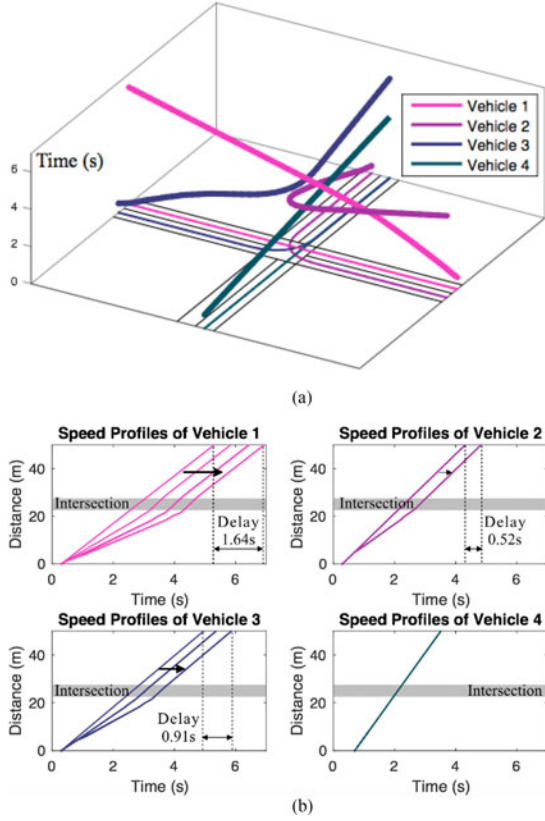 Time (s)
6
4
2
0
Vehicle 1
Vehicle 2
Vehicle 3
Vehicle 4
(a)
Speed Profiles of Vehicle 1
Distance (m)
40
20
0
Intersection
Delay
1.64s
0 2 4 6
Time (s)
Speed Profiles of Vehicle 2
Distance (m)
40
20
0
Intersection
Delay
0.52s
0 2 4 6
Time (s)
Speed Profiles of Vehicle 3
Distance (m)
40
20
0
Intersection
Delay
0.91s
0 2 4 6
Time (s)
Speed Profiles of Vehicle 4
Distance (m)
40
20
0
Intersection
0 2 4 6
Time (s)
(b)